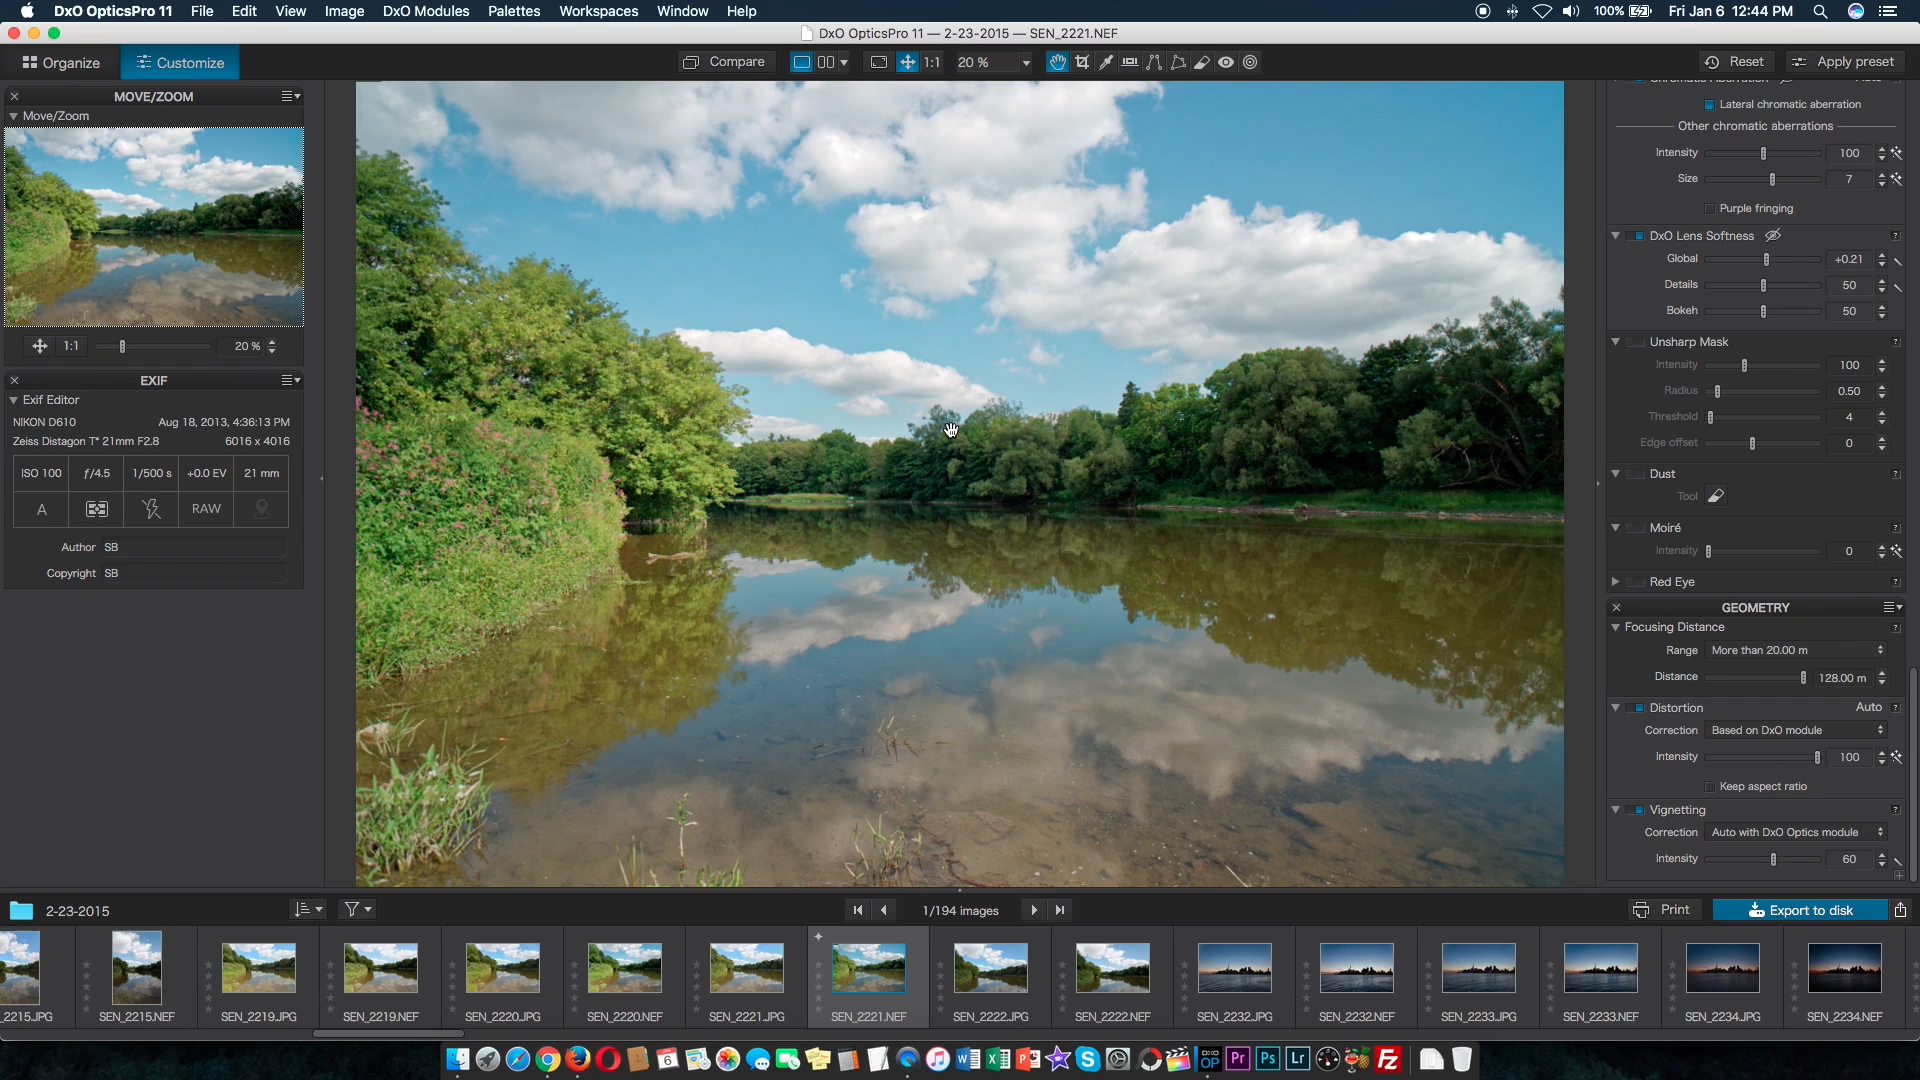 DxO OpticsPro 11 File Edit View Image DxO Modules Palettes Workspaces Window Help 100% Fri Jan 6 12:44 PM
DxO OpticsPro 11 — 2-23-2015 — SEN_2221.NEF
Organize Customize Compare 1:1 20 % Reset Apply preset
MOVE/ZOOM
Move/Zoom
1:1 20 %
EXIF
Exif Editor
NIKON D610 Aug 18, 2013, 4:36:13 PM
Zeiss Distagon T* 21mm F2.8 6016 x 4016
ISO 100 ƒ/4.5 1/500 s +0.0 EV 21 mm
A RAW
Author SB
Copyright SB
Lateral chromatic aberration
Other chromatic aberrations
Intensity 100
Size 7
Purple fringing
DxO Lens Softness ?
Global +0.21
Details 50
Bokeh 50
Unsharp Mask ?
Intensity 100
Radius 0.50
Threshold 4
Edge offset 0
Dust ?
Tool
Moiré ?
Intensity 0
Red Eye ?
GEOMETRY
Focusing Distance ?
Range More than 20.00 m
Distance 128.00 m
Distortion Auto ?
Correction Based on DxO module
Intensity 100
Keep aspect ratio
Vignetting ?
Correction Auto with DxO Optics module
Intensity 60
2-23-2015 1/194 images Print Export to disk
2215.JPG SEN_2215.NEF SEN_2219.JPG SEN_2219.NEF SEN_2220.JPG SEN_2220.NEF SEN_2221.JPG SEN_2221.NEF SEN_2222.JPG SEN_2222.NEF SEN_2232.JPG SEN_2232.NEF SEN_2233.JPG SEN_2233.NEF SEN_2234.JPG SEN_2234.NEF
6 W X P S DXO OP Pr Ps Lr Fz